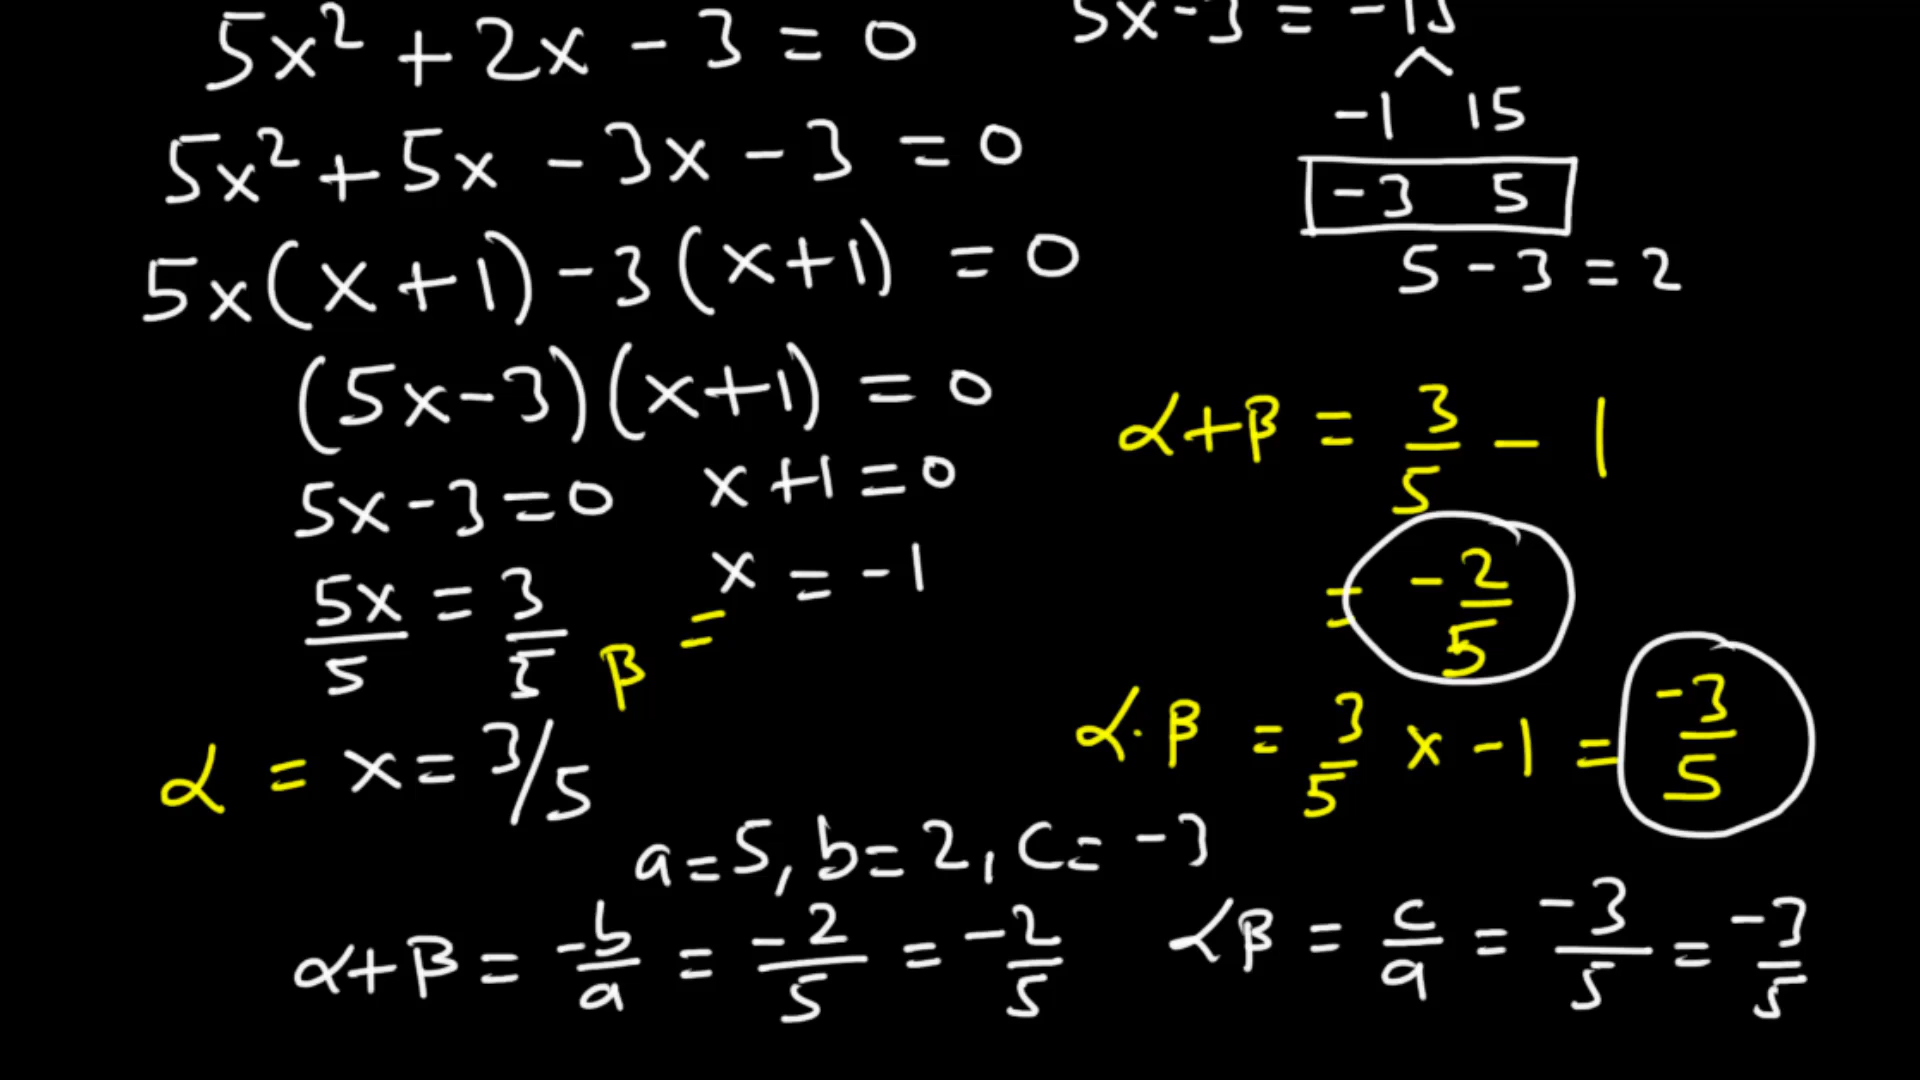 5x² + 2x - 3 = 0
5x² + 5x - 3x - 3 = 0
5x(x+1) - 3(x+1) = 0
(5x-3)(x+1) = 0
5x - 3 = 0
x + 1 = 0
5x/5 = 3/5
x = -1
β =
α = x = 3/5
5x-3 = -15
-1 15
-3 5
5 - 3 = 2
α+β = 3/5 - 1
= -2/5
α.β = 3/5 x -1 = -3/5
a=5, b=2, c= -3
α+β = -b/a = -2/5 = -2/5
αβ = c/a = -3/5 = -3/5